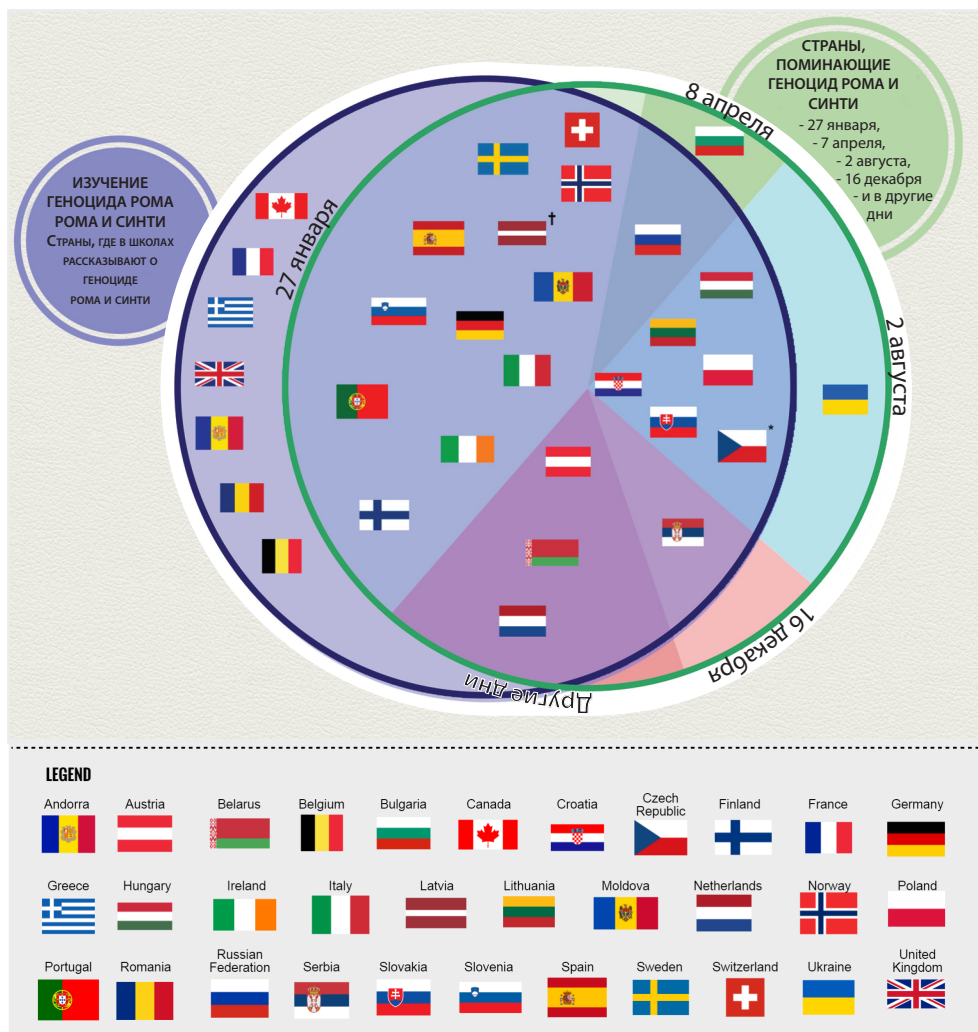 СТРАНЫ,
ПОМИНАЮЩИЕ
ГЕНОЦИД РОМА И
СИНТИ
- 27 января,
- 7 апреля,
- 2 августа,
- 16 декабря
- и в другие
дни
ИЗУЧЕНИЕ
ГЕНОЦИДА РОМА
РОМА И СИНТИ
СТРАНЫ, ГДЕ В ШКОЛАХ
РАССКАЗЫВАЮТ О
ГЕНОЦИДЕ
РОМА И СИНТИ
8 апреля
27 января
†
2 августа
*
16 декабря
Другие дни
LEGEND
Andorra Austria Belarus Belgium Bulgaria Canada Croatia Czech Republic Finland France Germany
Greece Hungary Ireland Italy Latvia Lithuania Moldova Netherlands Norway Poland
Portugal Romania Russian Federation Serbia Slovakia Slovenia Spain Sweden Switzerland Ukraine United Kingdom